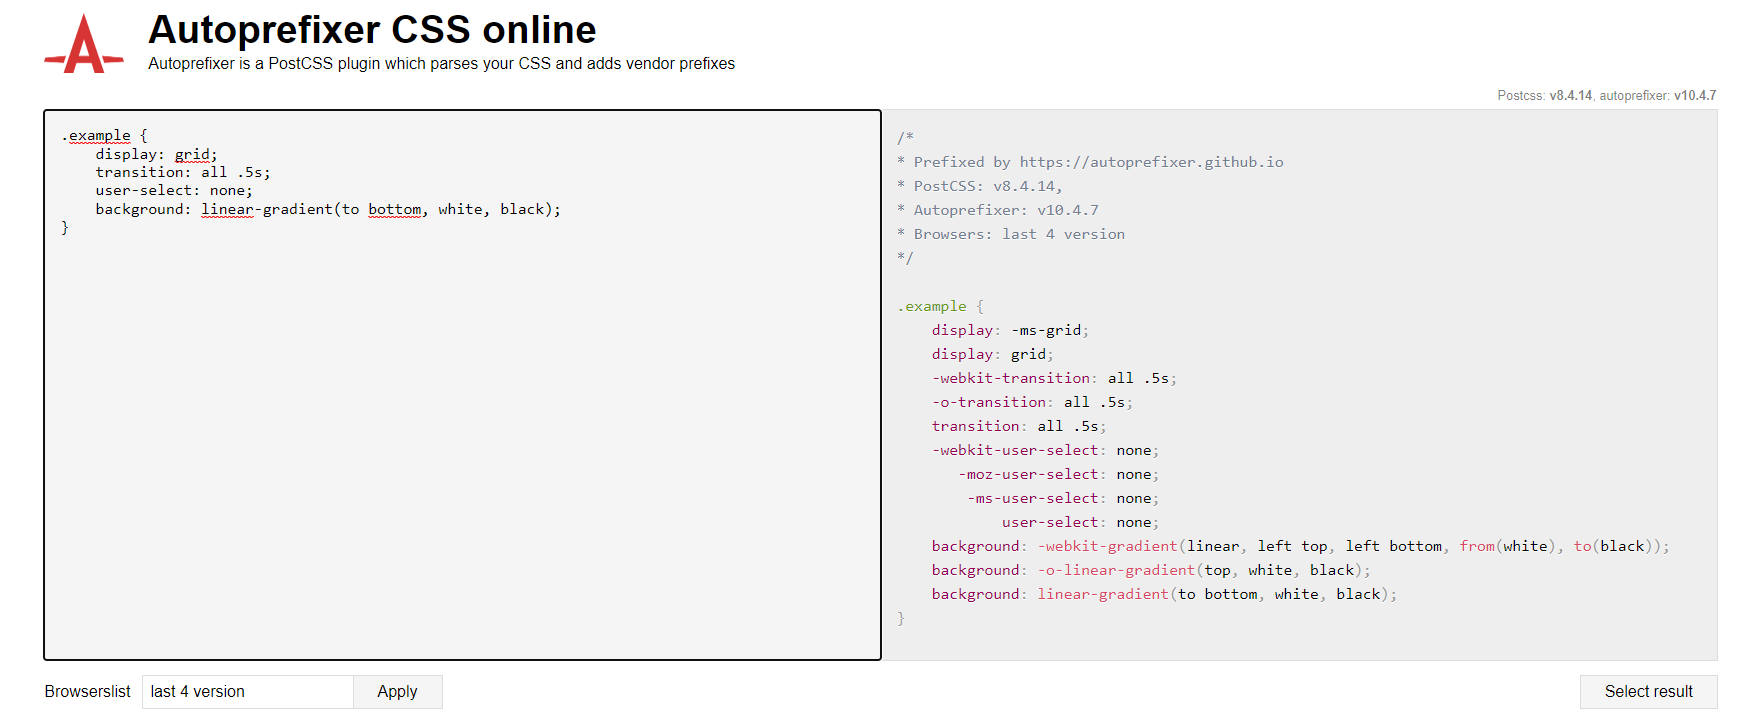 Autoprefixer CSS online
Autoprefixer is a PostCSS plugin which parses your CSS and adds vendor prefixes
Postcss: v8.4.14, autoprefixer: v10.4.7
.example {
    display: grid;
    transition: all .5s;
    user-select: none;
    background: linear-gradient(to bottom, white, black);
}
/*
* Prefixed by https://autoprefixer.github.io
* PostCSS: v8.4.14,
* Autoprefixer: v10.4.7
* Browsers: last 4 version
*/
.example {
    display: -ms-grid;
    display: grid;
    -webkit-transition: all .5s;
    -o-transition: all .5s;
    transition: all .5s;
    -webkit-user-select: none;
       -moz-user-select: none;
        -ms-user-select: none;
            user-select: none;
    background: -webkit-gradient(linear, left top, left bottom, from(white), to(black));
    background: -o-linear-gradient(top, white, black);
    background: linear-gradient(to bottom, white, black);
}
Browserslist last 4 version Apply Select result